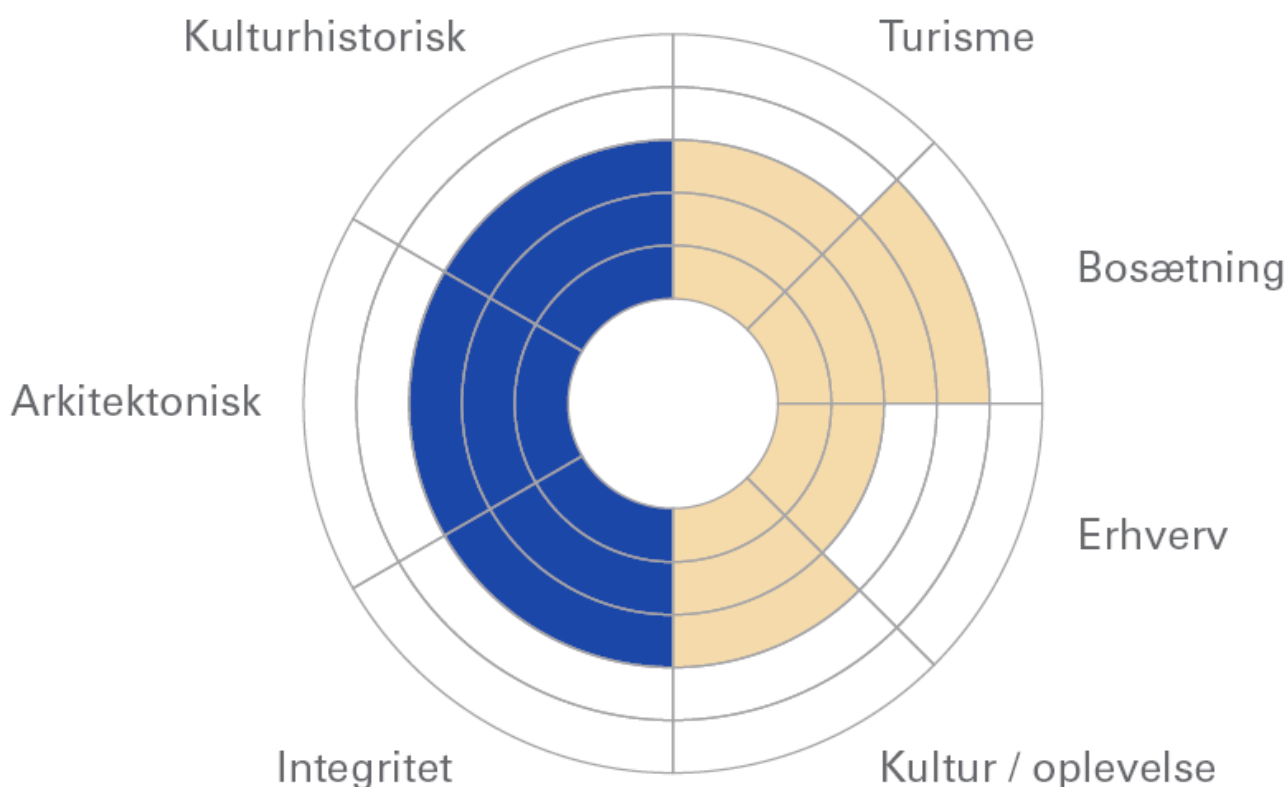 Kulturhistorisk
Turisme
Bosætning
Arkitektonisk
Erhverv
Integritet
Kultur / oplevelse